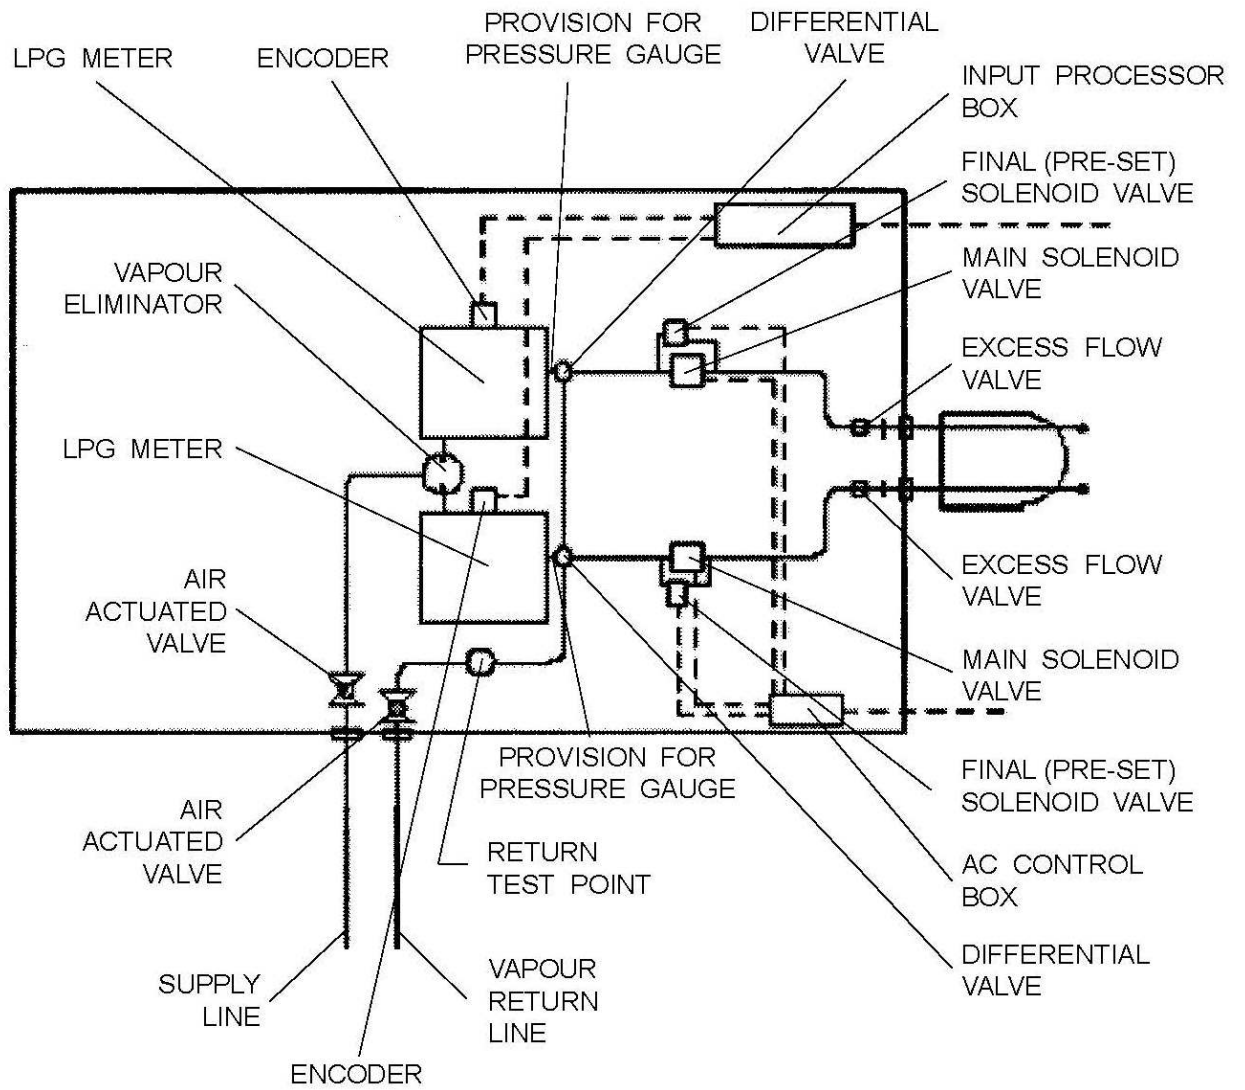 LPG METER
ENCODER
PROVISION FOR
PRESSURE GAUGE
DIFFERENTIAL
VALVE
INPUT PROCESSOR
BOX
FINAL (PRE-SET)
SOLENOID VALVE
MAIN SOLENOID
VALVE
EXCESS FLOW
VALVE
VAPOUR
ELIMINATOR
LPG METER
AIR
ACTUATED
VALVE
EXCESS FLOW
VALVE
MAIN SOLENOID
VALVE
PROVISION FOR
PRESSURE GAUGE
FINAL (PRE-SET)
SOLENOID VALVE
AIR
ACTUATED
VALVE
RETURN
TEST POINT
AC CONTROL
BOX
DIFFERENTIAL
VALVE
SUPPLY
LINE
VAPOUR
RETURN
LINE
ENCODER